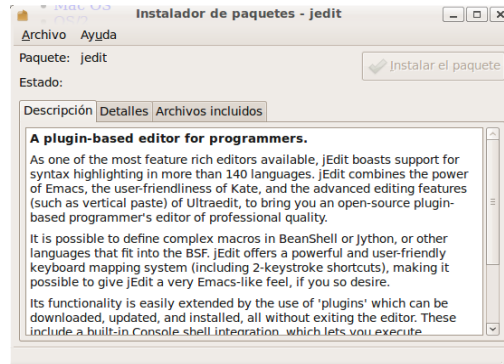 Mac OS
OS/2
Instalador de paquetes - jedit
Archivo Ayuda
Paquete: jedit
Instalar el paquete
Estado:
Descripción Detalles Archivos incluidos
A plugin-based editor for programmers.
As one of the most feature rich editors available, jEdit boasts support for
syntax highlighting in more than 140 languages. jEdit combines the power
of Emacs, the user-friendliness of Kate, and the advanced editing features
(such as vertical paste) of Ultraedit, to bring you an open-source plugin-
based programmer's editor of professional quality.
It is possible to define complex macros in BeanShell or Jython, or other
languages that fit into the BSF. jEdit offers a powerful and user-friendly
keyboard mapping system (including 2-keystroke shortcuts), making it
possible to give jEdit a very Emacs-like feel, if you so desire.
Its functionality is easily extended by the use of 'plugins' which can be
downloaded, updated, and installed, all without exiting the editor. These
include a built-in Console shell integration, which lets you execute